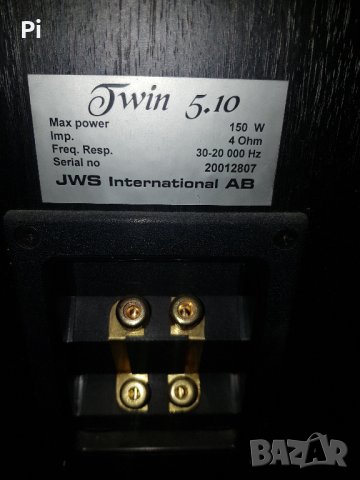 Pi
Twin 5.10
Max power 150 W
Imp. 4 Ohm
Freq. Resp. 30-20 000 Hz
Serial no 20012807
JWS International AB
BAZAR